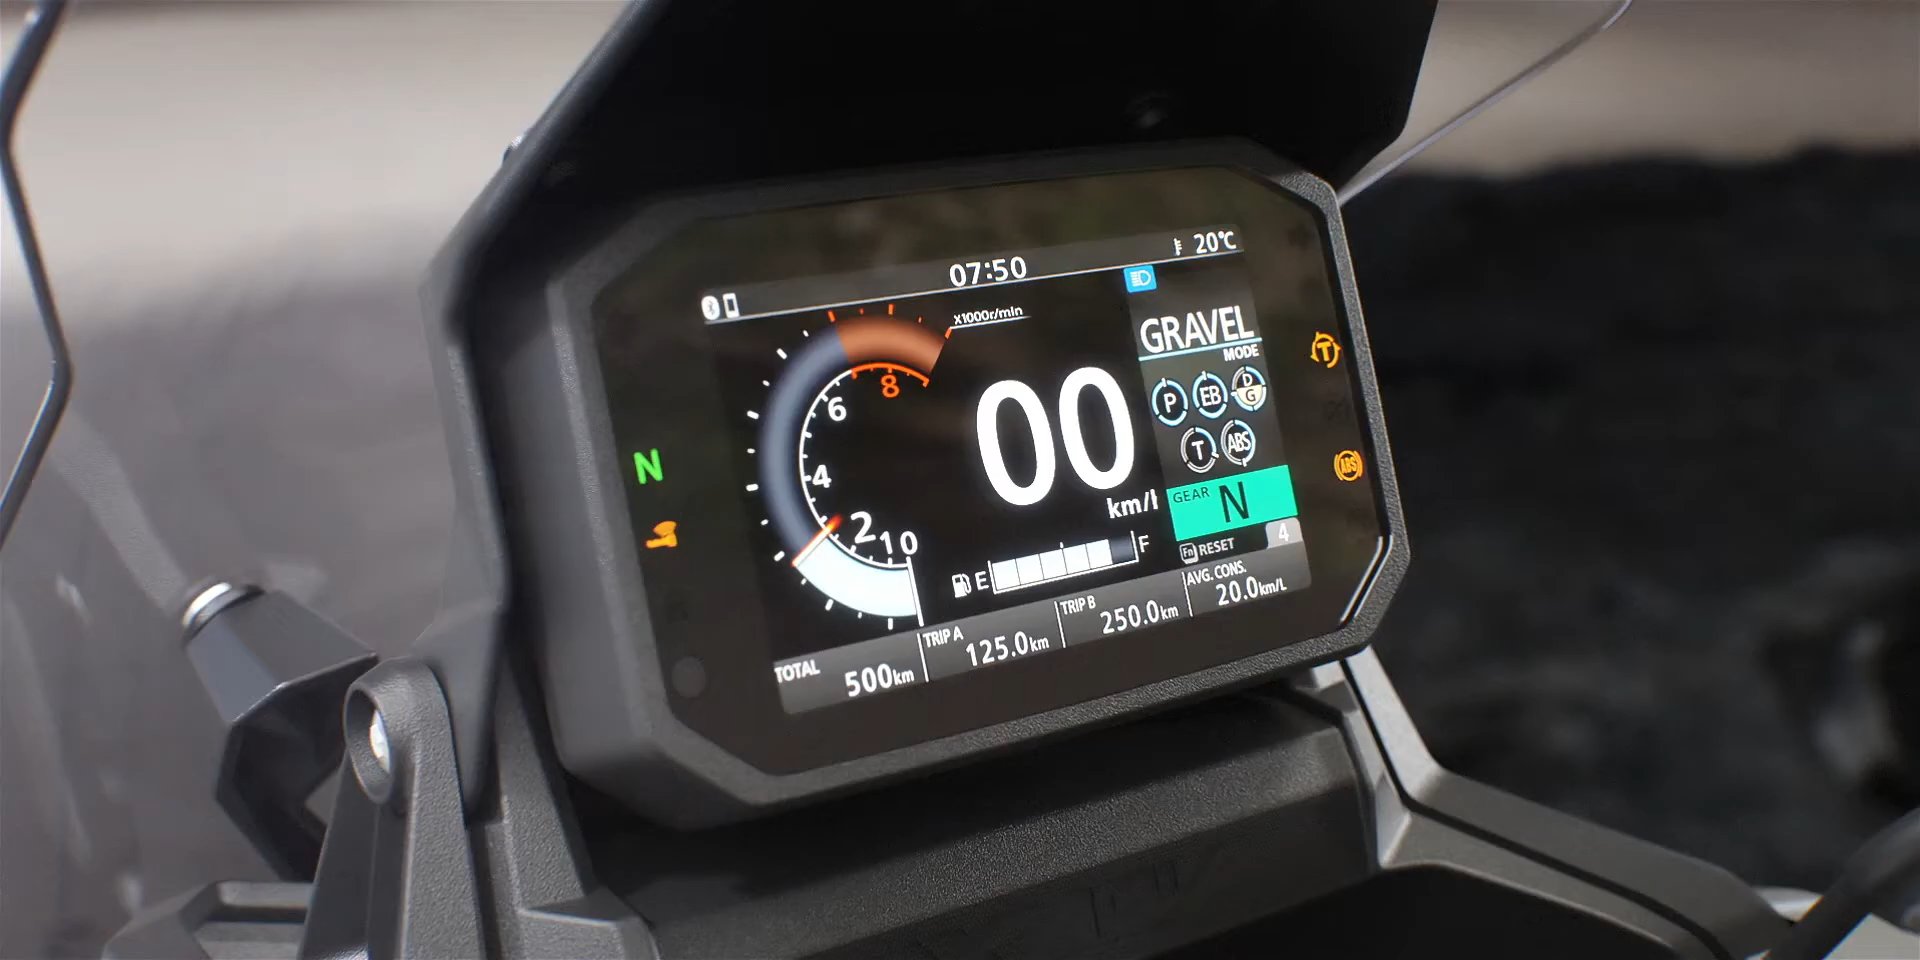 07:50
20℃
x1000r/min
GRAVEL
MODE
8
6
4
2
1
0
00
km/h
P
EB
D
G
T
ABS
GEAR N
N
T
ABS
E
F
Fn RESET
4
TOTAL
500km
TRIP A
125.0km
TRIP B
250.0km
AVG. CONS.
20.0km/L